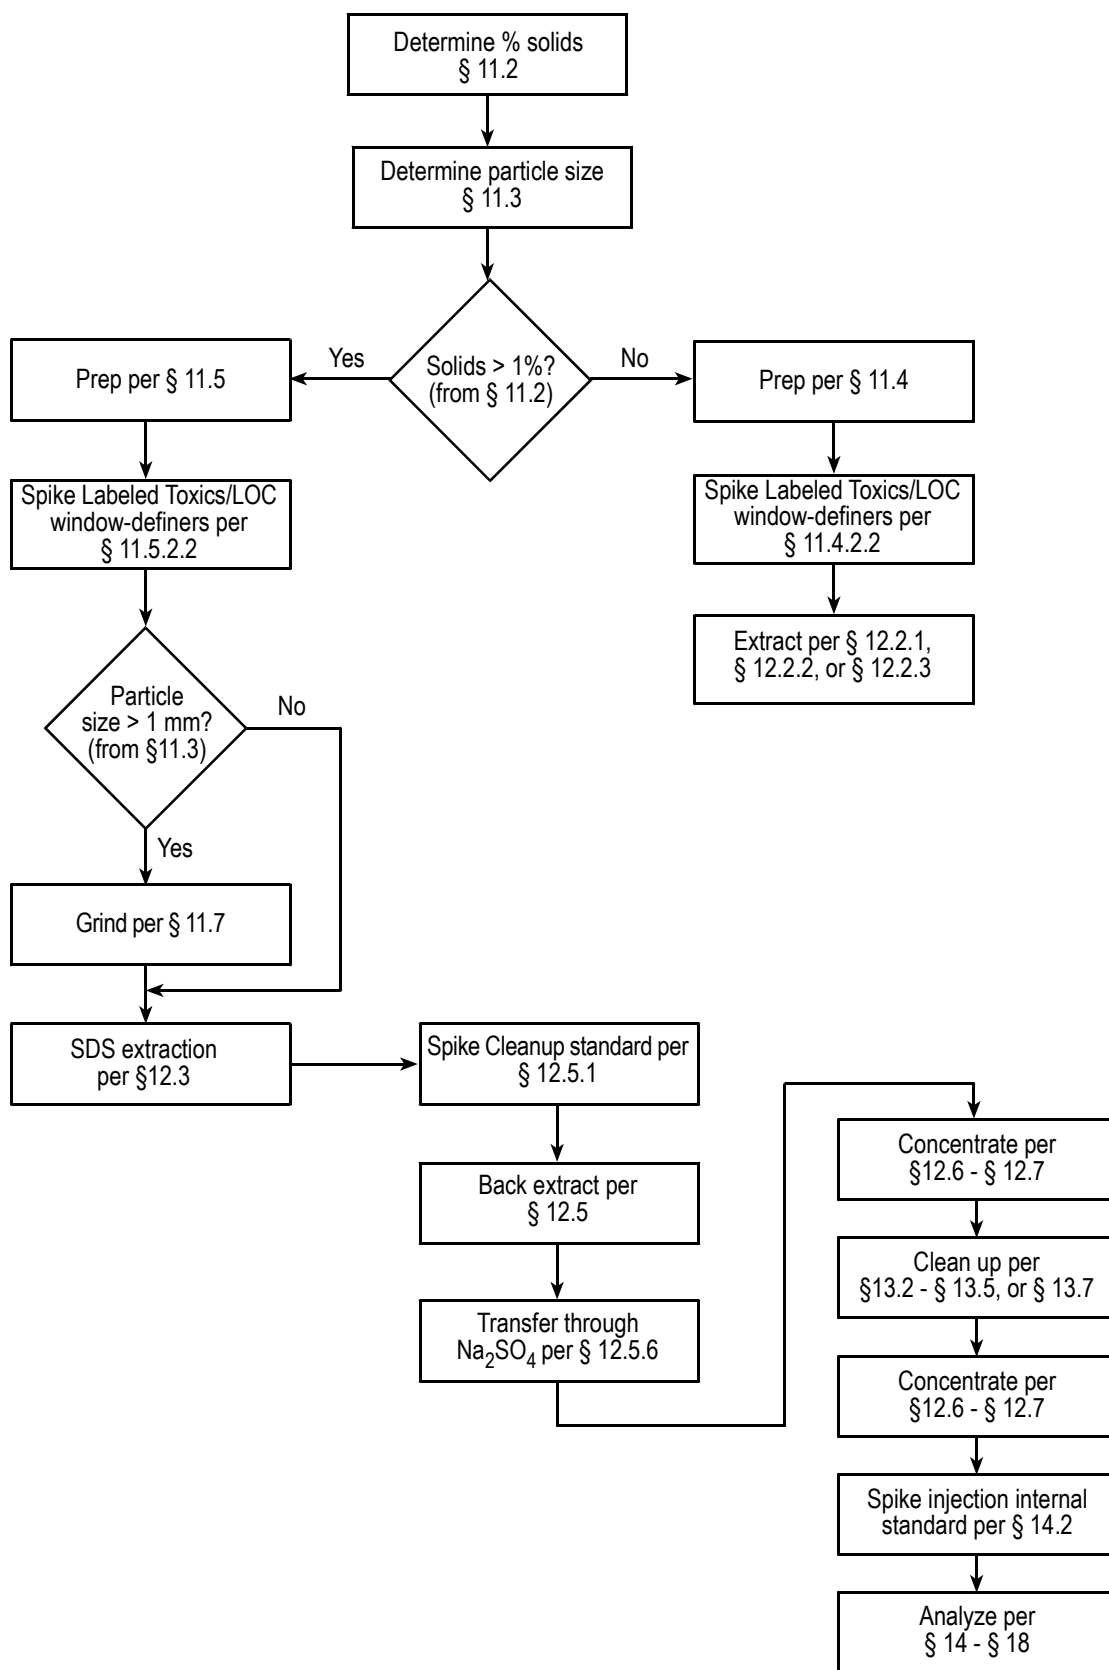 Determine % solids
§ 11.2
Determine particle size
§ 11.3
Solids > 1%?
(from § 11.2)
Yes
No
Prep per § 11.5
Prep per § 11.4
Spike Labeled Toxics/LOC
window-definers per
§ 11.5.2.2
Spike Labeled Toxics/LOC
window-definers per
§ 11.4.2.2
Extract per § 12.2.1,
§ 12.2.2, or § 12.2.3
Particle
size > 1 mm?
(from §11.3)
No
Yes
Grind per § 11.7
SDS extraction
per §12.3
Spike Cleanup standard per
§ 12.5.1
Back extract per
§ 12.5
Transfer through
Na₂SO₄ per § 12.5.6
Concentrate per
§12.6 - § 12.7
Clean up per
§13.2 - § 13.5, or § 13.7
Concentrate per
§12.6 - § 12.7
Spike injection internal
standard per § 14.2
Analyze per
§ 14 - § 18